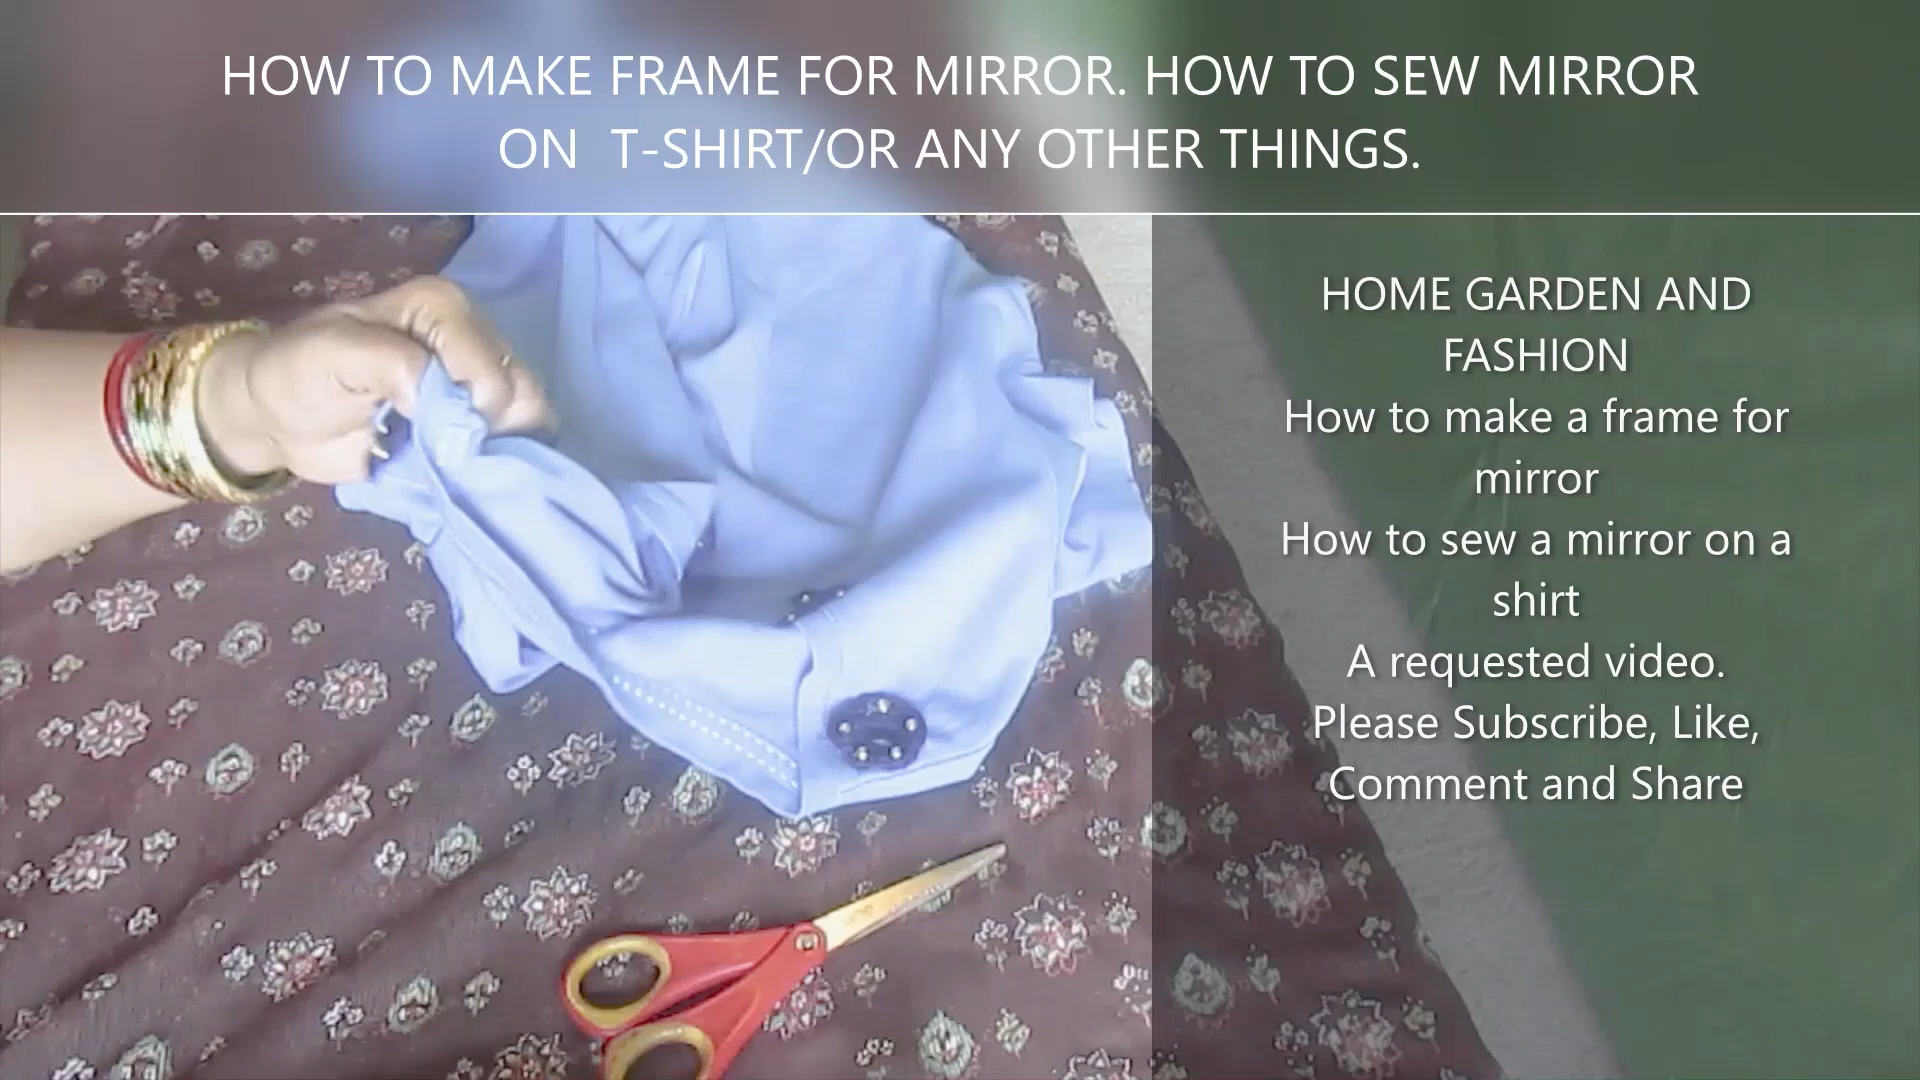 HOW TO MAKE FRAME FOR MIRROR. HOW TO SEW MIRROR
ON  T-SHIRT/OR ANY OTHER THINGS.
HOME GARDEN AND
FASHION
How to make a frame for
mirror
How to sew a mirror on a
shirt
A requested video.
Please Subscribe, Like,
Comment and Share